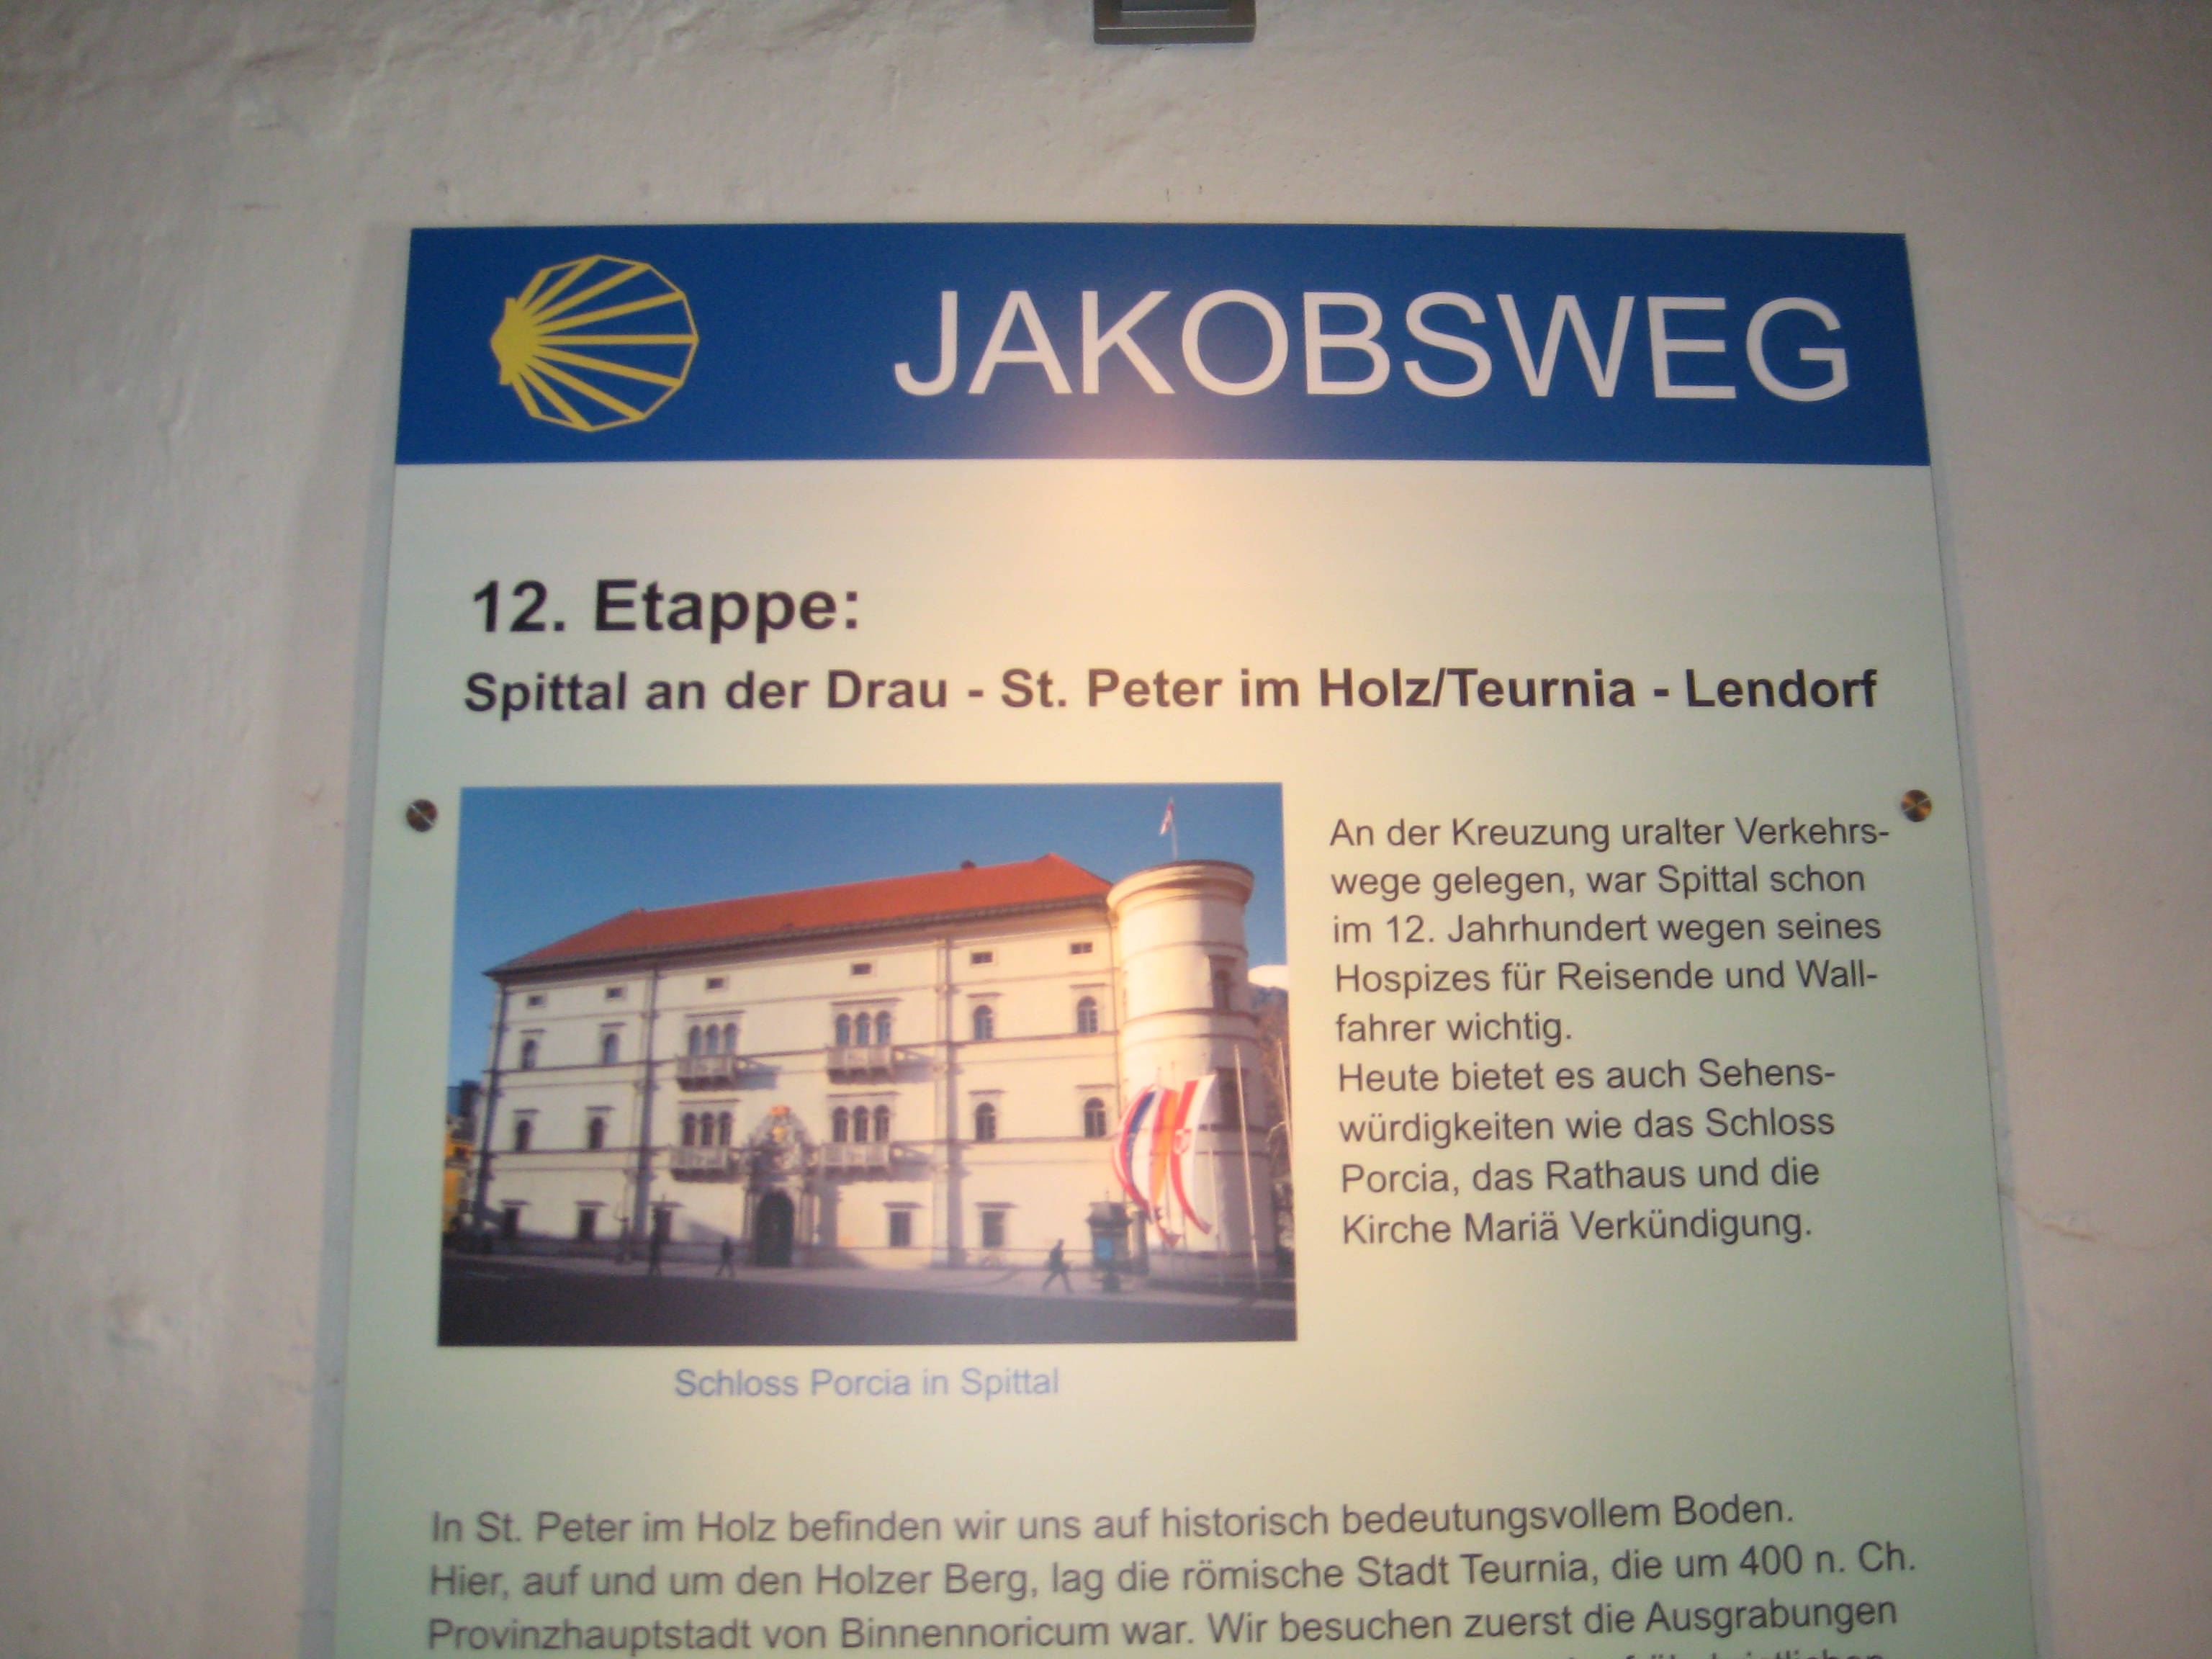 JAKOBSWEG
12. Etappe:
Spittal an der Drau - St. Peter im Holz/Teurnia - Lendorf
An der Kreuzung uralter Verkehrs-
wege gelegen, war Spittal schon
im 12. Jahrhundert wegen seines
Hospizes für Reisende und Wall-
fahrer wichtig.
Heute bietet es auch Sehens-
würdigkeiten wie das Schloss
Porcia, das Rathaus und die
Kirche Mariä Verkündigung.
Schloss Porcia in Spittal
In St. Peter im Holz befinden wir uns auf historisch bedeutungsvollem Boden.
Hier, auf und um den Holzer Berg, lag die römische Stadt Teurnia, die um 400 n. Ch.
Provinzhauptstadt von Binnennoricum war. Wir besuchen zuerst die Ausgrabungen